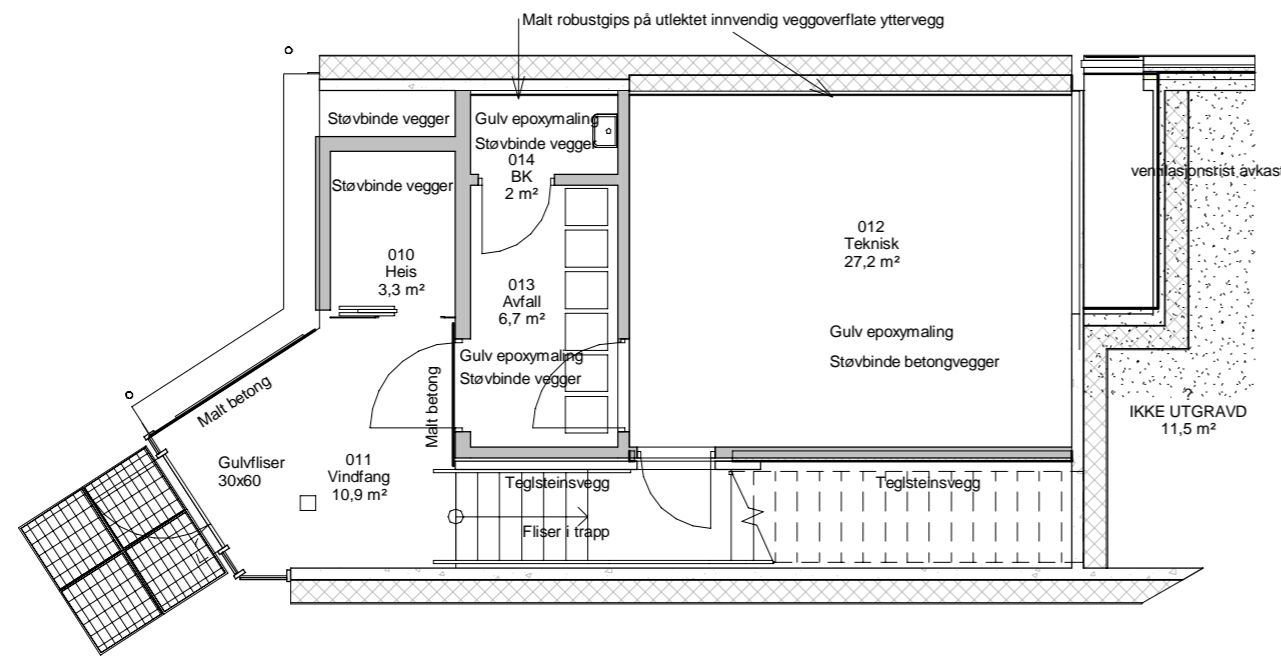 Malt robustgips på utlektet innvendig veggoverflate yttervegg
Støvbinde vegger
Gulv epoxymaling
Støvbinde vegger
014
BK
2 m²
Støvbinde vegger
010
Heis
3,3 m²
013
Avfall
6,7 m²
Gulv epoxymaling
Støvbinde vegger
012
Teknisk
27,2 m²
Gulv epoxymaling
Støvbinde betongvegger
ventilasjonsrist avkast
?
IKKE UTGRAVD
11,5 m²
Malt betong
Malt betong
Gulvfliser
30x60
011
Vindfang
10,9 m²
Teglsteinsvegg
Fliser i trapp
Teglsteinsvegg